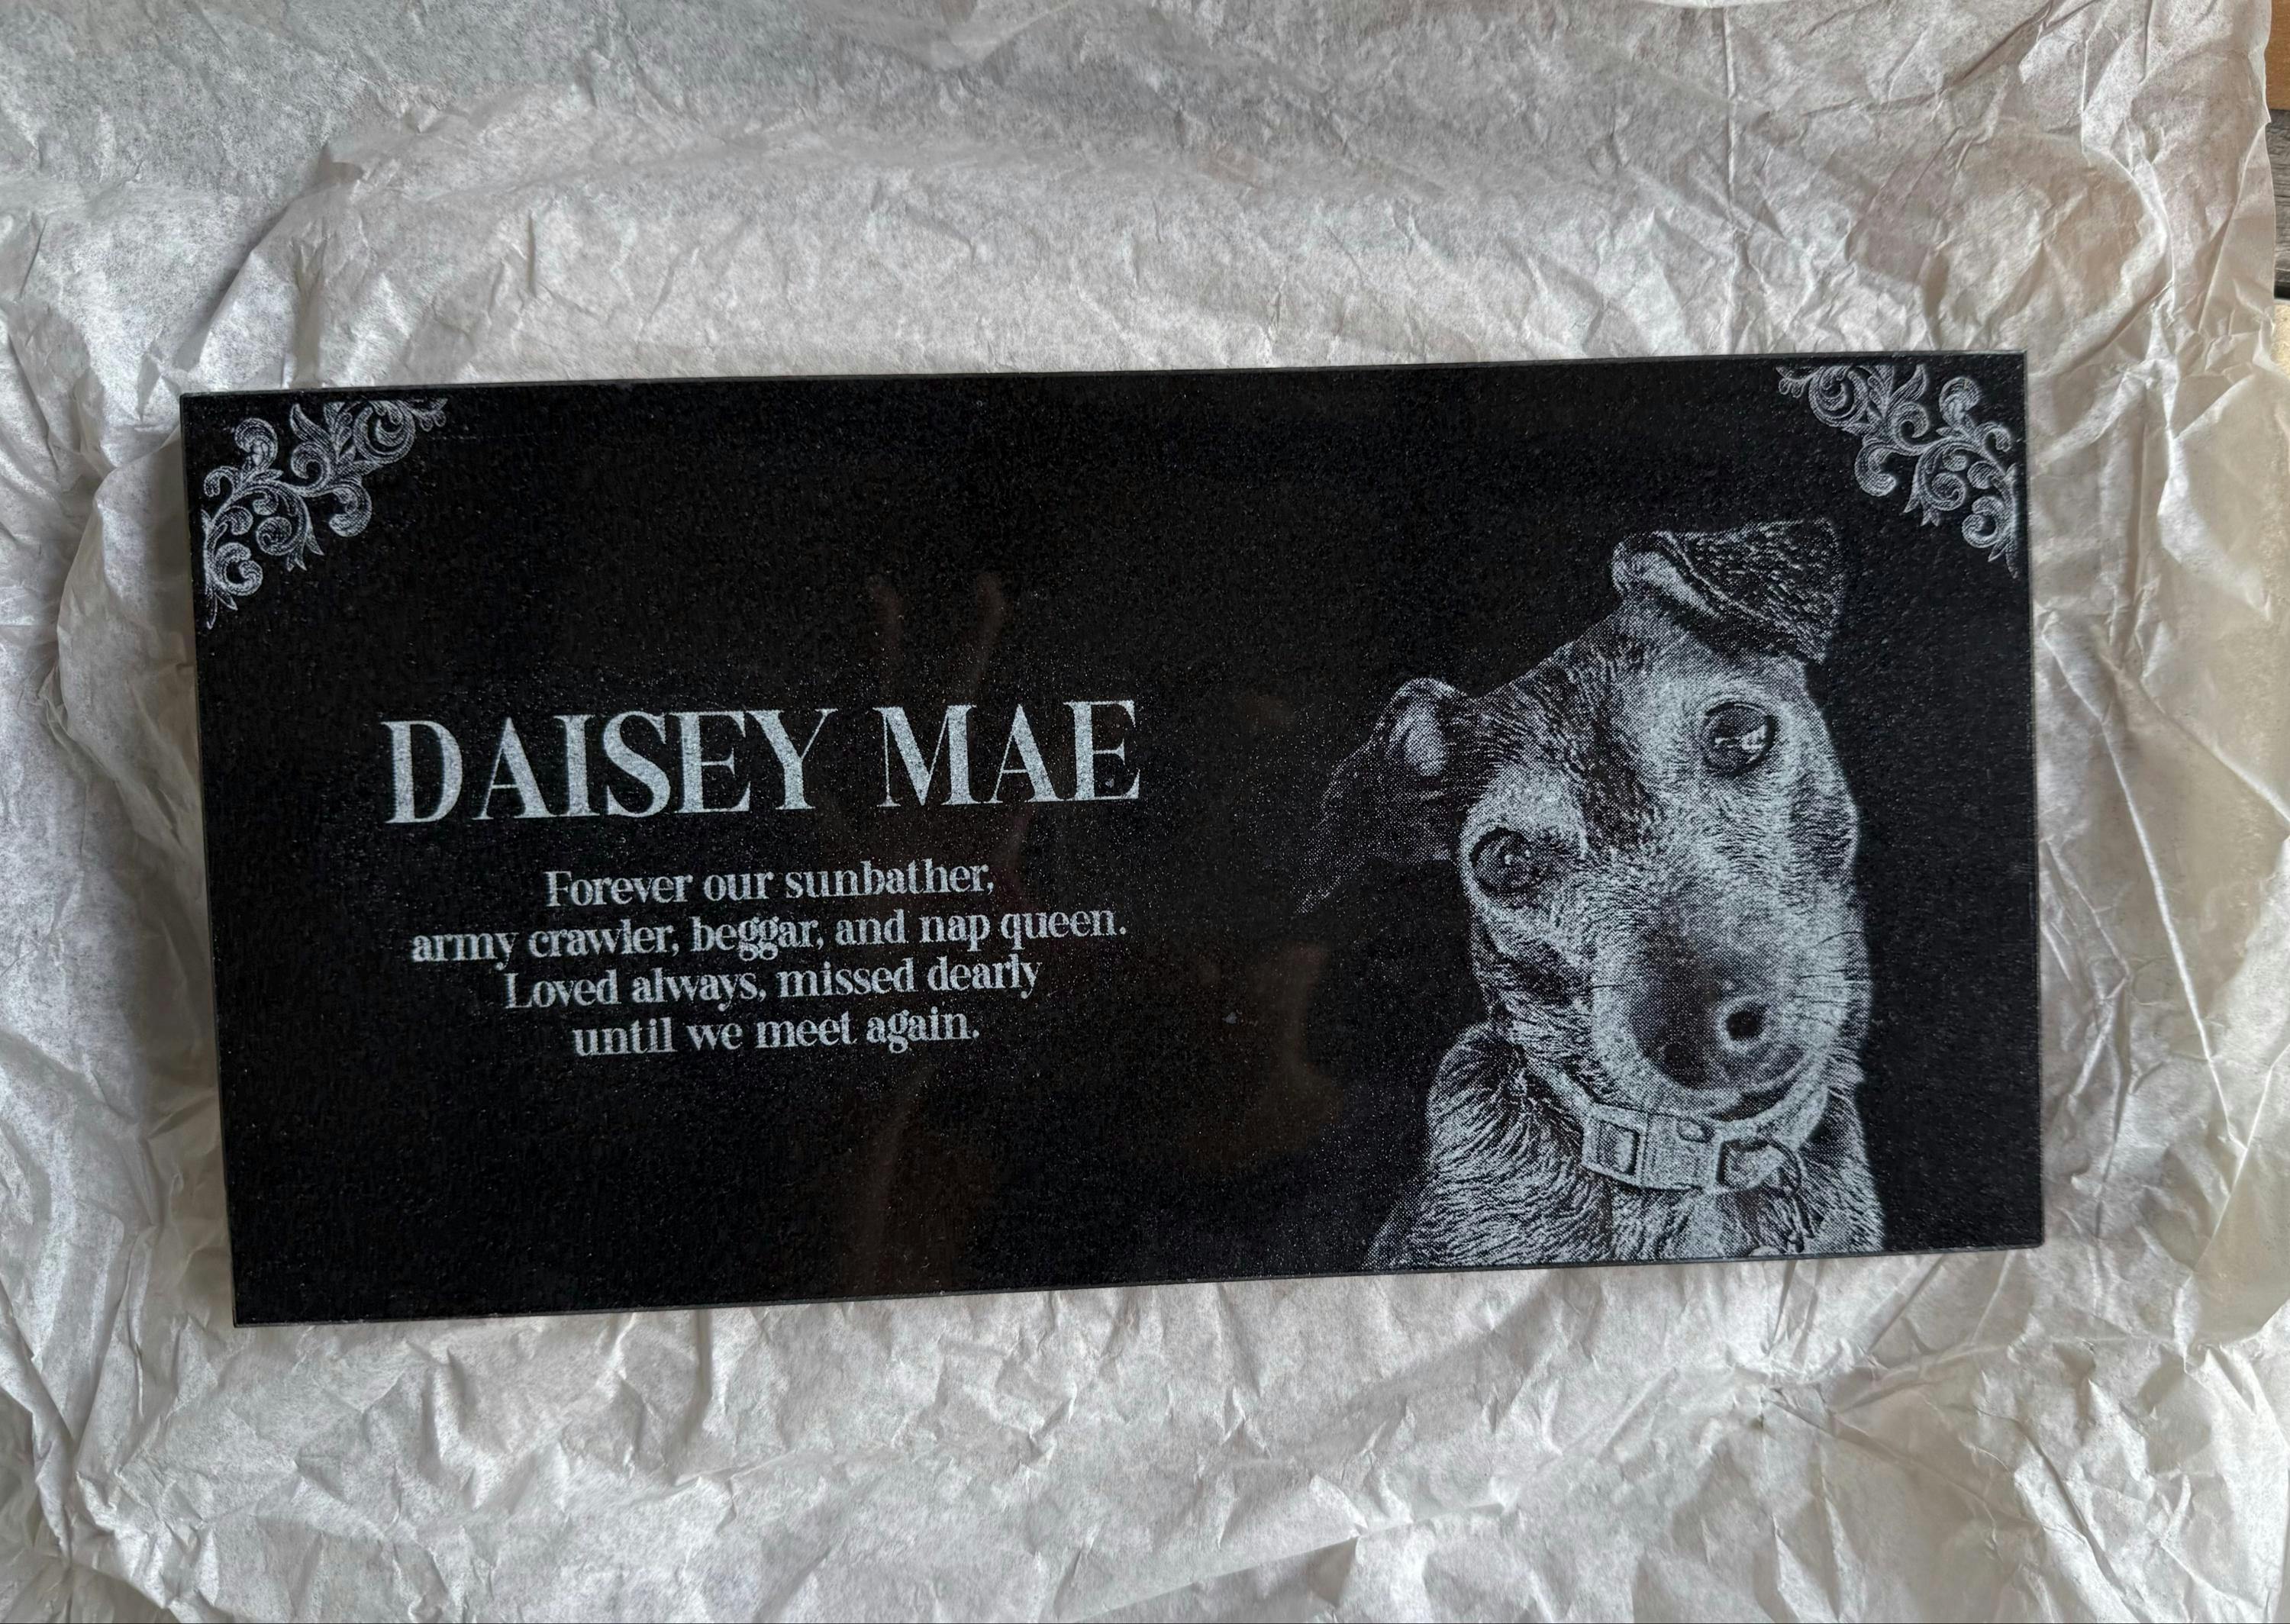 DAISEY MAE
Forever our sunbather,
army crawler, beggar, and nap queen.
Loved always, missed dearly
until we meet again.